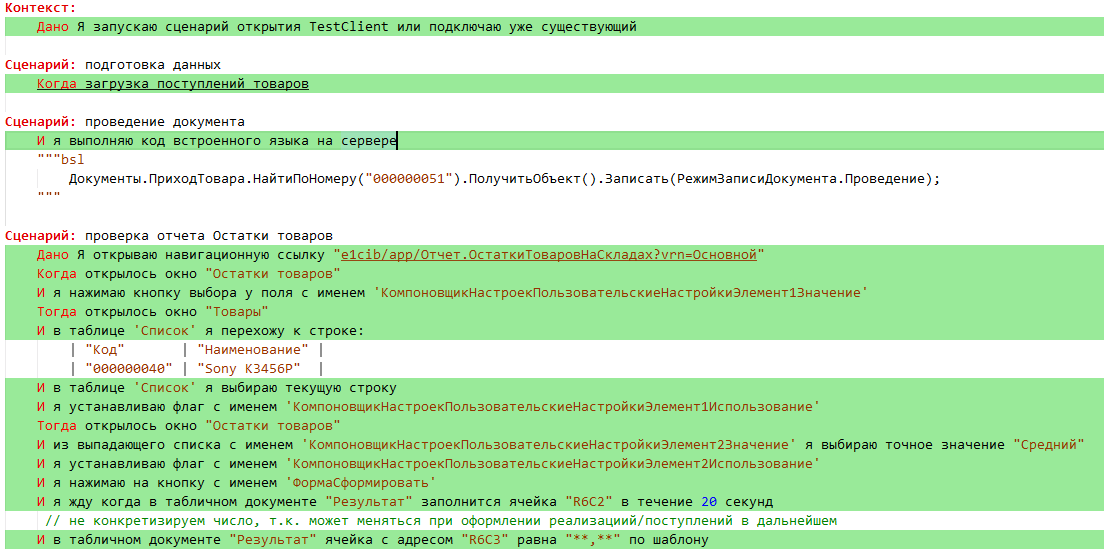 Контекст:
Дано Я запускаю сценарий открытия TestClient или подключаю уже существующий
Сценарий: подготовка данных
Когда загрузка поступлений товаров
Сценарий: проведение документа
И я выполняю код встроенного языка на сервере
"""bsl
Документы.ПриходТовара.НайтиПоНомеру("000000051").ПолучитьОбъект().Записать(РежимЗаписиДокумента.Проведение);
"""
Сценарий: проверка отчета Остатки товаров
Дано Я открываю навигационную ссылку "e1cib/app/Отчет.ОстаткиТоваровНаСкладах?vrn=Основной"
Когда открылось окно "Остатки товаров"
И я нажимаю кнопку выбора у поля с именем 'КомпоновщикНастроекПользовательскиеНастройкиЭлемент1Значение'
Тогда открылось окно "Товары"
И в таблице 'Список' я перехожу к строке:
| "Код" | "Наименование" |
| "000000040" | "Sony К3456P" |
И в таблице 'Список' я выбираю текущую строку
И я устанавливаю флаг с именем 'КомпоновщикНастроекПользовательскиеНастройкиЭлемент1Использование'
Тогда открылось окно "Остатки товаров"
И из выпадающего списка с именем 'КомпоновщикНастроекПользовательскиеНастройкиЭлемент2Значение' я выбираю точное значение "Средний"
И я устанавливаю флаг с именем 'КомпоновщикНастроекПользовательскиеНастройкиЭлемент2Использование'
И я нажимаю на кнопку с именем 'ФормаСформировать'
И я жду когда в табличном документе "Результат" заполнится ячейка "R6C2" в течение 20 секунд
// не конкретизируем число, т.к. может меняться при оформлении реализациий/поступлений в дальнейшем
И в табличном документе "Результат" ячейка с адресом "R6C3" равна "**,**" по шаблону